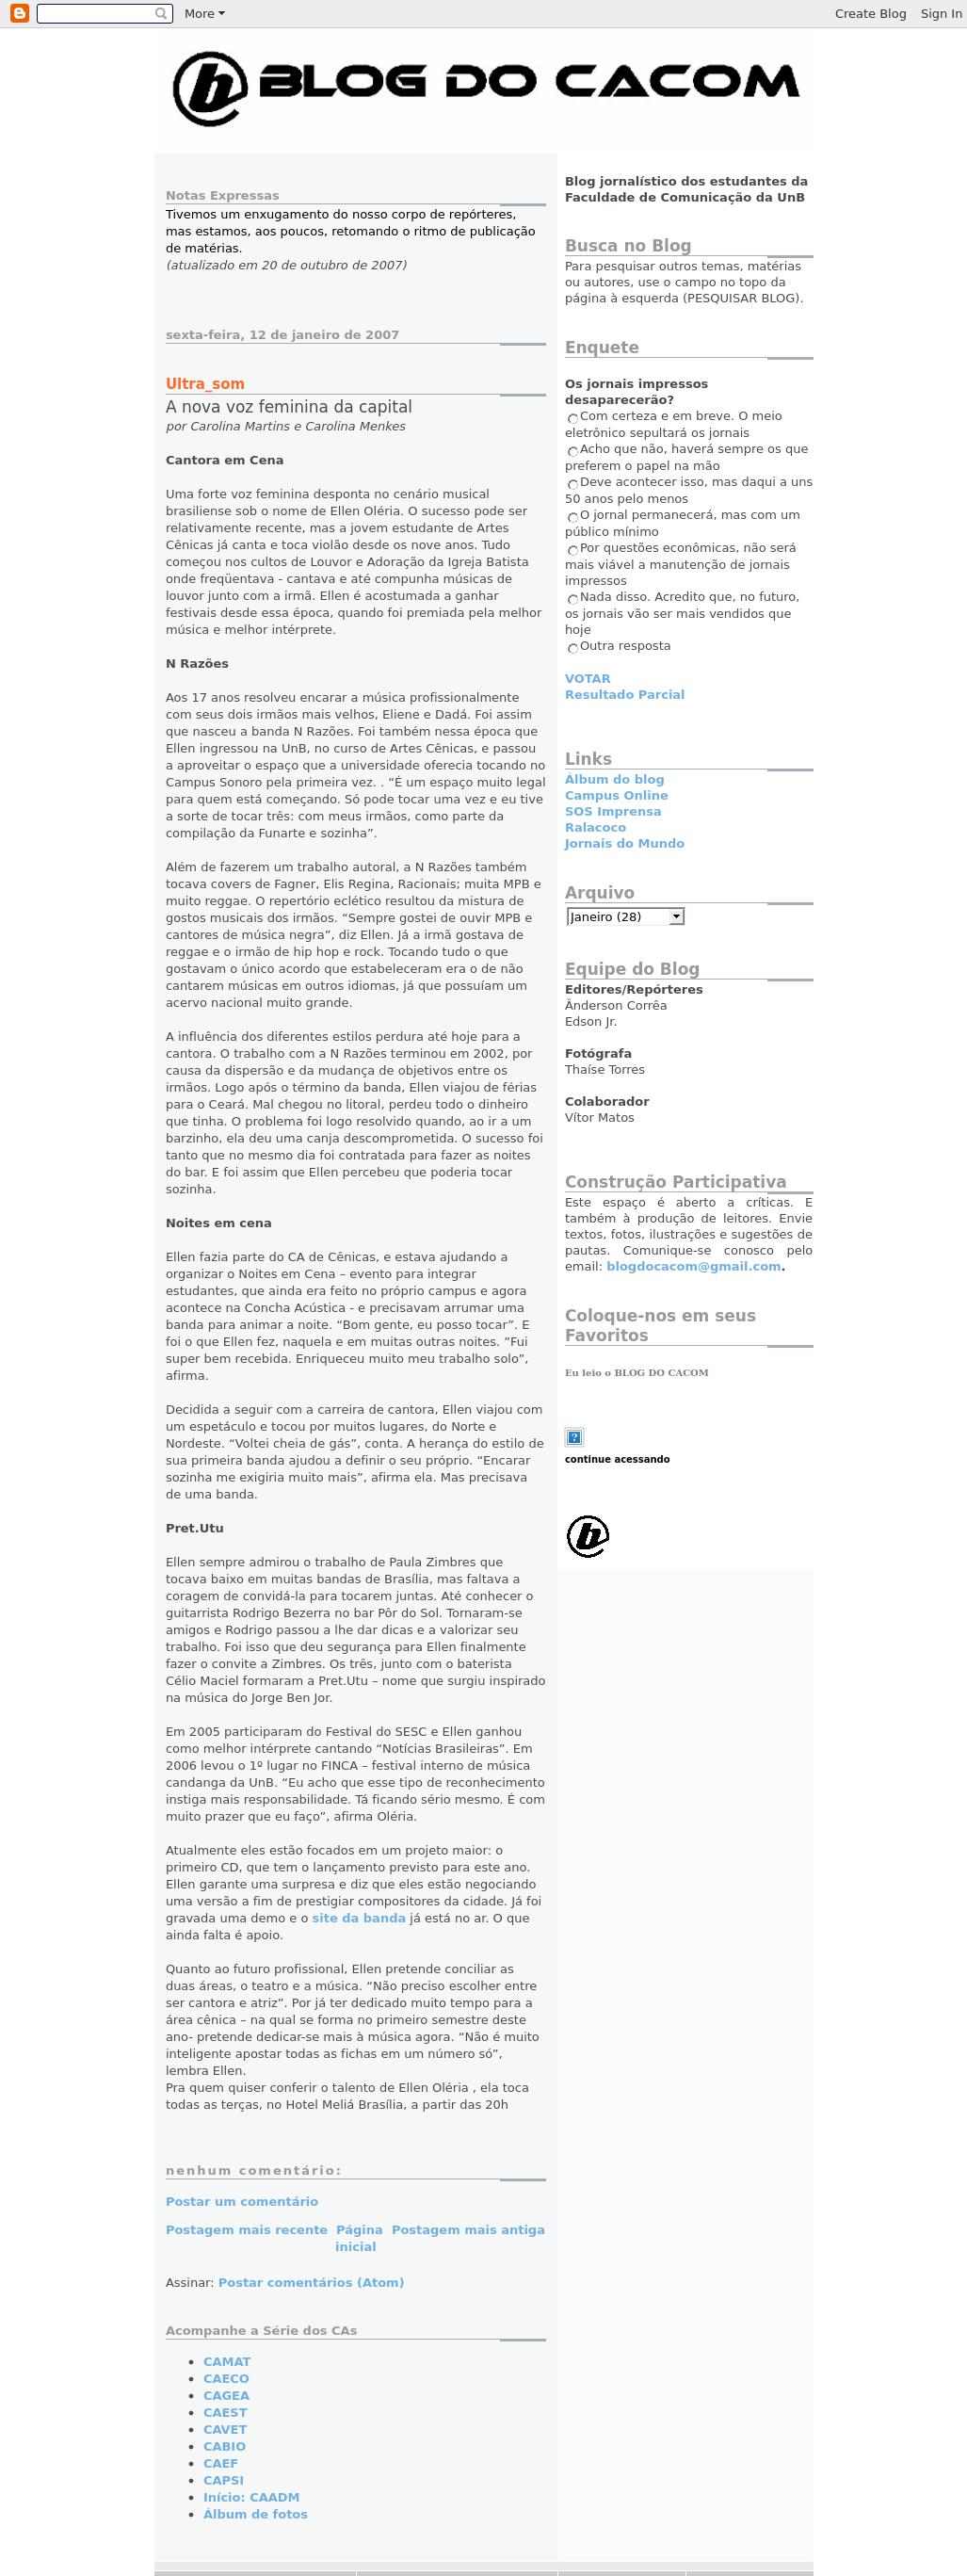 More
Create Blog Sign In
BLOG DO CACOM
Notas Expressas
Tivemos um enxugamento do nosso corpo de repórteres,
mas estamos, aos poucos, retomando o ritmo de publicação
de matérias.
(atualizado em 20 de outubro de 2007)
sexta-feira, 12 de janeiro de 2007
Ultra_som
A nova voz feminina da capital
por Carolina Martins e Carolina Menkes
Cantora em Cena
Uma forte voz feminina desponta no cenário musical
brasiliense sob o nome de Ellen Oléria. O sucesso pode ser
relativamente recente, mas a jovem estudante de Artes
Cênicas já canta e toca violão desde os nove anos. Tudo
começou nos cultos de Louvor e Adoração da Igreja Batista
onde freqüentava - cantava e até compunha músicas de
louvor junto com a irmã. Ellen é acostumada a ganhar
festivais desde essa época, quando foi premiada pela melhor
música e melhor intérprete.
N Razões
Aos 17 anos resolveu encarar a música profissionalmente
com seus dois irmãos mais velhos, Eliene e Dadá. Foi assim
que nasceu a banda N Razões. Foi também nessa época que
Ellen ingressou na UnB, no curso de Artes Cênicas, e passou
a aproveitar o espaço que a universidade oferecia tocando no
Campus Sonoro pela primeira vez. . “É um espaço muito legal
para quem está começando. Só pode tocar uma vez e eu tive
a sorte de tocar três: com meus irmãos, como parte da
compilação da Funarte e sozinha”.
Além de fazerem um trabalho autoral, a N Razões também
tocava covers de Fagner, Elis Regina, Racionais; muita MPB e
muito reggae. O repertório eclético resultou da mistura de
gostos musicais dos irmãos. “Sempre gostei de ouvir MPB e
cantores de música negra”, diz Ellen. Já a irmã gostava de
reggae e o irmão de hip hop e rock. Tocando tudo o que
gostavam o único acordo que estabeleceram era o de não
cantarem músicas em outros idiomas, já que possuíam um
acervo nacional muito grande.
A influência dos diferentes estilos perdura até hoje para a
cantora. O trabalho com a N Razões terminou em 2002, por
causa da dispersão e da mudança de objetivos entre os
irmãos. Logo após o término da banda, Ellen viajou de férias
para o Ceará. Mal chegou no litoral, perdeu todo o dinheiro
que tinha. O problema foi logo resolvido quando, ao ir a um
barzinho, ela deu uma canja descomprometida. O sucesso foi
tanto que no mesmo dia foi contratada para fazer as noites
do bar. E foi assim que Ellen percebeu que poderia tocar
sozinha.
Noites em cena
Ellen fazia parte do CA de Cênicas, e estava ajudando a
organizar o Noites em Cena – evento para integrar
estudantes, que ainda era feito no próprio campus e agora
acontece na Concha Acústica - e precisavam arrumar uma
banda para animar a noite. “Bom gente, eu posso tocar”. E
foi o que Ellen fez, naquela e em muitas outras noites. “Fui
super bem recebida. Enriqueceu muito meu trabalho solo”,
afirma.
Decidida a seguir com a carreira de cantora, Ellen viajou com
um espetáculo e tocou por muitos lugares, do Norte e
Nordeste. “Voltei cheia de gás”, conta. A herança do estilo de
sua primeira banda ajudou a definir o seu próprio. “Encarar
sozinha me exigiria muito mais”, afirma ela. Mas precisava
de uma banda.
Pret.Utu
Ellen sempre admirou o trabalho de Paula Zimbres que
tocava baixo em muitas bandas de Brasília, mas faltava a
coragem de convidá-la para tocarem juntas. Até conhecer o
guitarrista Rodrigo Bezerra no bar Pôr do Sol. Tornaram-se
amigos e Rodrigo passou a lhe dar dicas e a valorizar seu
trabalho. Foi isso que deu segurança para Ellen finalmente
fazer o convite a Zimbres. Os três, junto com o baterista
Célio Maciel formaram a Pret.Utu – nome que surgiu inspirado
na música do Jorge Ben Jor.
Em 2005 participaram do Festival do SESC e Ellen ganhou
como melhor intérprete cantando “Notícias Brasileiras”. Em
2006 levou o 1º lugar no FINCA – festival interno de música
candanga da UnB. “Eu acho que esse tipo de reconhecimento
instiga mais responsabilidade. Tá ficando sério mesmo. É com
muito prazer que eu faço”, afirma Oléria.
Atualmente eles estão focados em um projeto maior: o
primeiro CD, que tem o lançamento previsto para este ano.
Ellen garante uma surpresa e diz que eles estão negociando
uma versão a fim de prestigiar compositores da cidade. Já foi
gravada uma demo e o site da banda já está no ar. O que
ainda falta é apoio.
Quanto ao futuro profissional, Ellen pretende conciliar as
duas áreas, o teatro e a música. “Não preciso escolher entre
ser cantora e atriz”. Por já ter dedicado muito tempo para a
área cênica – na qual se forma no primeiro semestre deste
ano- pretende dedicar-se mais à música agora. “Não é muito
inteligente apostar todas as fichas em um número só”,
lembra Ellen.
Pra quem quiser conferir o talento de Ellen Oléria , ela toca
todas as terças, no Hotel Meliá Brasília, a partir das 20h
nenhum comentário:
Postar um comentário
Postagem mais recente Página inicial Postagem mais antiga
Assinar: Postar comentários (Atom)
Acompanhe a Série dos CAs
CAMAT
CAECO
CAGEA
CAEST
CAVET
CABIO
CAEF
CAPSI
Início: CAADM
Álbum de fotos
Blog jornalístico dos estudantes da
Faculdade de Comunicação da UnB
Busca no Blog
Para pesquisar outros temas, matérias
ou autores, use o campo no topo da
página à esquerda (PESQUISAR BLOG).
Enquete
Os jornais impressos
desaparecerão?
Com certeza e em breve. O meio
eletrônico sepultará os jornais
Acho que não, haverá sempre os que
preferem o papel na mão
Deve acontecer isso, mas daqui a uns
50 anos pelo menos
O jornal permanecerá, mas com um
público mínimo
Por questões econômicas, não será
mais viável a manutenção de jornais
impressos
Nada disso. Acredito que, no futuro,
os jornais vão ser mais vendidos que
hoje
Outra resposta
VOTAR
Resultado Parcial
Links
Álbum do blog
Campus Online
SOS Imprensa
Ralacoco
Jornais do Mundo
Arquivo
Janeiro (28)
Equipe do Blog
Editores/Repórteres
Ânderson Corrêa
Edson Jr.
Fotógrafa
Thaíse Torres
Colaborador
Vítor Matos
Construção Participativa
Este espaço é aberto a críticas. E
também à produção de leitores. Envie
textos, fotos, ilustrações e sugestões de
pautas. Comunique-se conosco pelo
email: blogdocacom@gmail.com.
Coloque-nos em seus
Favoritos
Eu leio o BLOG DO CACOM
continue acessando